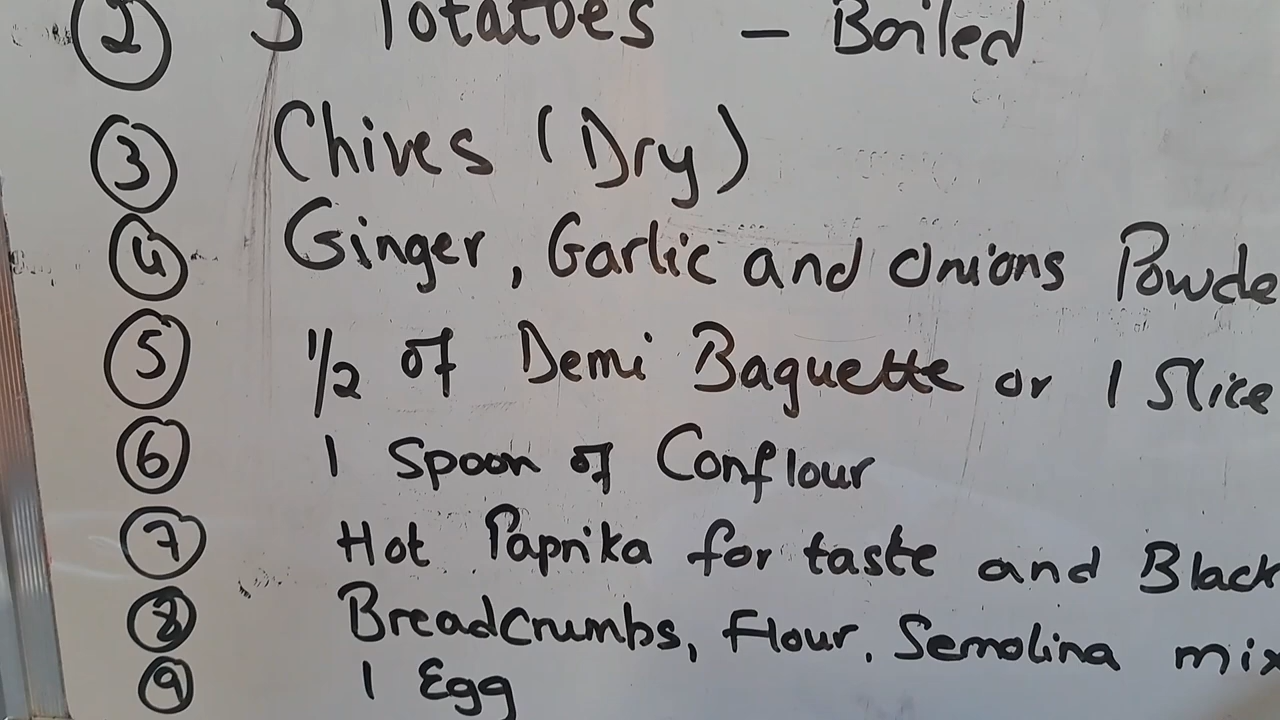 ② 3 Potatoes – Boiled
③ Chives (Dry)
④ Ginger, Garlic and Onions Powde
⑤ 1/2 of Demi Baguette or 1 Slice
⑥ 1 Spoon of Conflour
⑦ Hot Paprika for taste and Black
⑧ Breadcrumbs, Flour, Semolina mix
⑨ 1 Egg